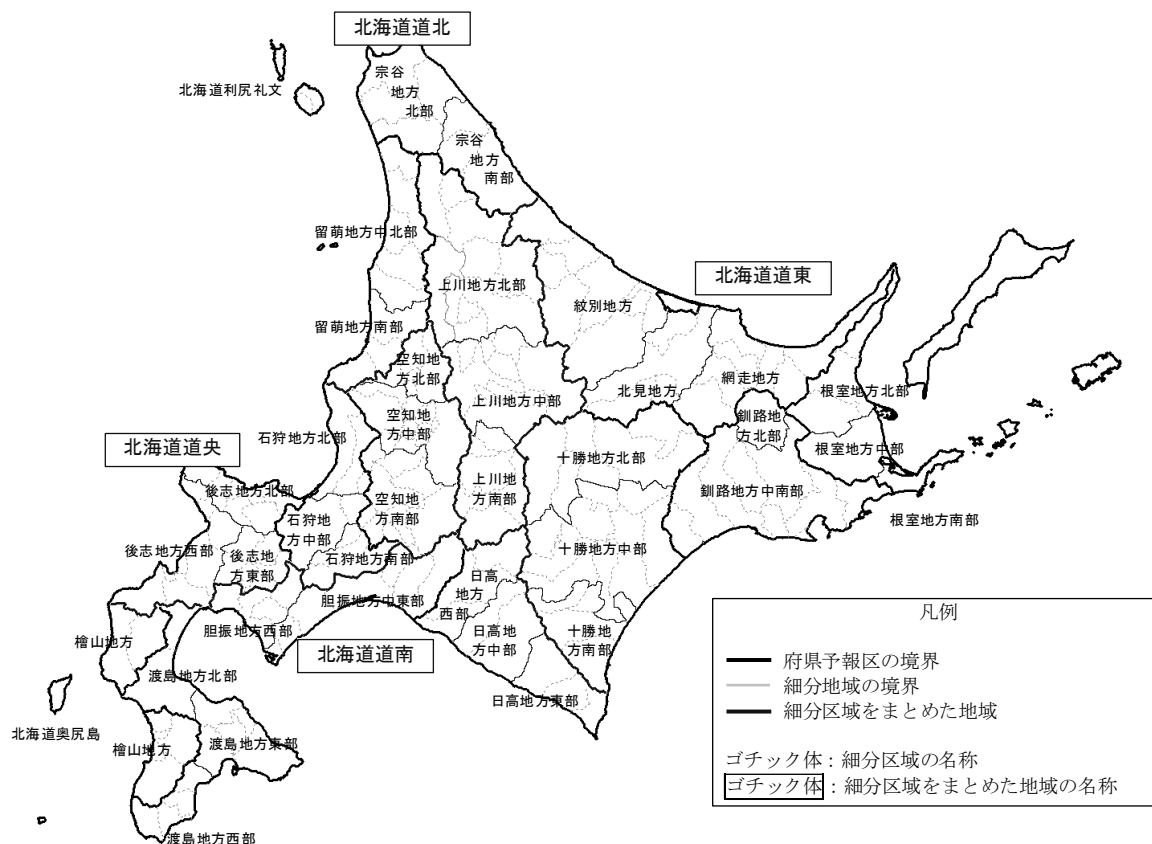 北海道道北
宗谷
地方
北部
北海道利尻礼文
宗谷
地方
南部
留萌地方中北部
上川地方北部
北海道道東
紋別地方
留萌地方南部
空知地
方北部
上川地方中部
北見地方
網走地方
根室地方北部
空知地
方中部
釧路地
方北部
石狩地方北部
北海道道央
根室地方中部
十勝地方北部
上川地
方南部
後志地方北部
空知地
方南部
釧路地方中南部
根室地方南部
石狩地
方中部
後志地方西部
後志地
方東部
石狩地方南部
十勝地方中部
日高
地方
西部
胆振地方中東部
胆振地方西部
檜山地方
北海道道南
日高地
方中部
十勝地
方南部
渡島地方北部
日高地方東部
北海道奥尻島
檜山地方
渡島地方東部
渡島地方西部
凡例
府県予報区の境界
細分地域の境界
細分区域をまとめた地域
ゴチック体：細分区域の名称
ゴチック体：細分区域をまとめた地域の名称